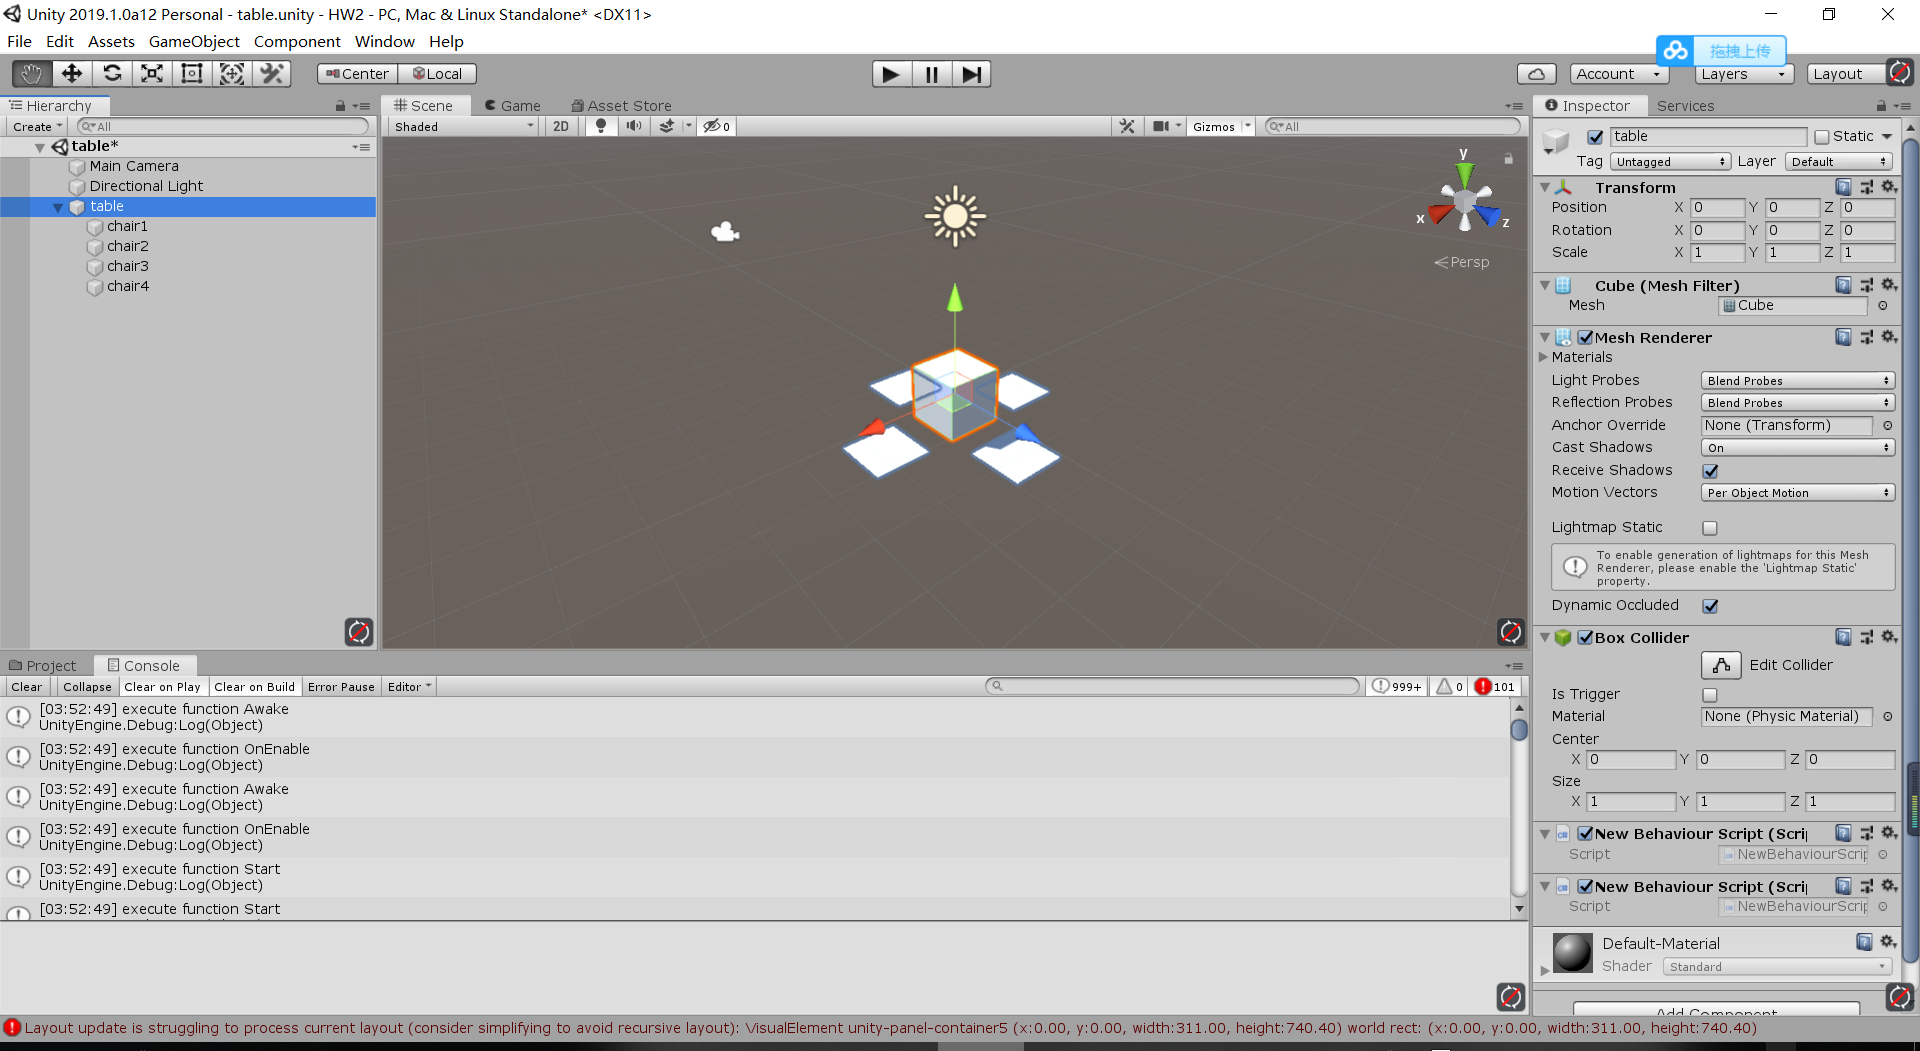 Unity 2019.1.0a12 Personal - table.unity - HW2 - PC, Mac & Linux Standalone* <DX11>
File Edit Assets GameObject Component Window Help
拖拽上传
Center Local
Account Layers Layout
Hierarchy
Scene Game Asset Store
Inspector Services
Create All
Shaded 2D 0 Gizmos All
table*
Main Camera
Directional Light
table
chair1
chair2
chair3
chair4
y
x
z
Persp
table Static
Tag Untagged Layer Default
Transform
Position X 0 Y 0 Z 0
Rotation X 0 Y 0 Z 0
Scale X 1 Y 1 Z 1
Cube (Mesh Filter)
Mesh Cube
Mesh Renderer
Materials
Light Probes Blend Probes
Reflection Probes Blend Probes
Anchor Override None (Transform)
Cast Shadows On
Receive Shadows
Motion Vectors Per Object Motion
Lightmap Static
To enable generation of lightmaps for this Mesh
Renderer, please enable the 'Lightmap Static'
property.
Dynamic Occluded
Box Collider
Edit Collider
Is Trigger
Material None (Physic Material)
Center
X 0 Y 0 Z 0
Size
X 1 Y 1 Z 1
New Behaviour Script (Scri
Script NewBehaviourScrip
New Behaviour Script (Scri
Script NewBehaviourScrip
Default-Material
Shader Standard
Add Component
Project Console
Clear Collapse Clear on Play Clear on Build Error Pause Editor 999+ 0 101
[03:52:49] execute function Awake
UnityEngine.Debug:Log(Object)
[03:52:49] execute function OnEnable
UnityEngine.Debug:Log(Object)
[03:52:49] execute function Awake
UnityEngine.Debug:Log(Object)
[03:52:49] execute function OnEnable
UnityEngine.Debug:Log(Object)
[03:52:49] execute function Start
UnityEngine.Debug:Log(Object)
[03:52:49] execute function Start
Layout update is struggling to process current layout (consider simplifying to avoid recursive layout): VisualElement unity-panel-container5 (x:0.00, y:0.00, width:311.00, height:740.40) world rect: (x:0.00, y:0.00, width:311.00, height:740.40)